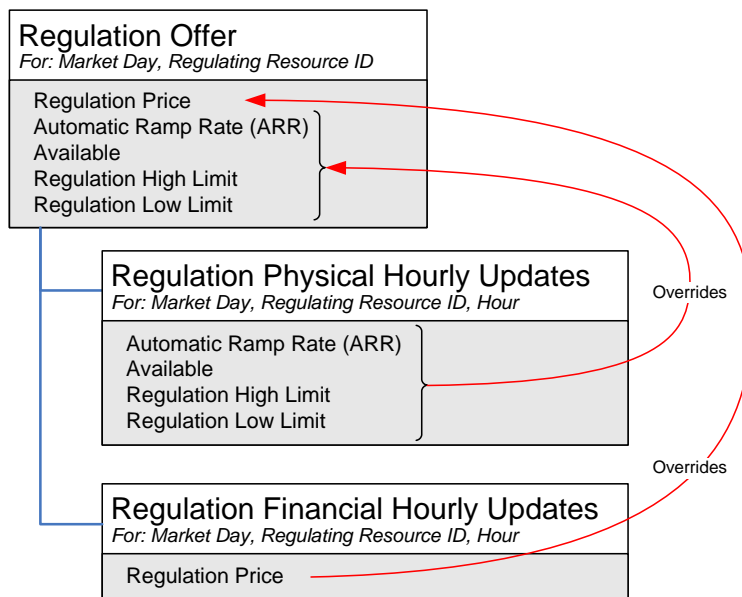 Regulation Offer
For: Market Day, Regulating Resource ID
Regulation Price
Automatic Ramp Rate (ARR)
Available
Regulation High Limit
Regulation Low Limit
Regulation Physical Hourly Updates
For: Market Day, Regulating Resource ID, Hour
Automatic Ramp Rate (ARR)
Available
Regulation High Limit
Regulation Low Limit
Overrides
Regulation Financial Hourly Updates
For: Market Day, Regulating Resource ID, Hour
Regulation Price
Overrides